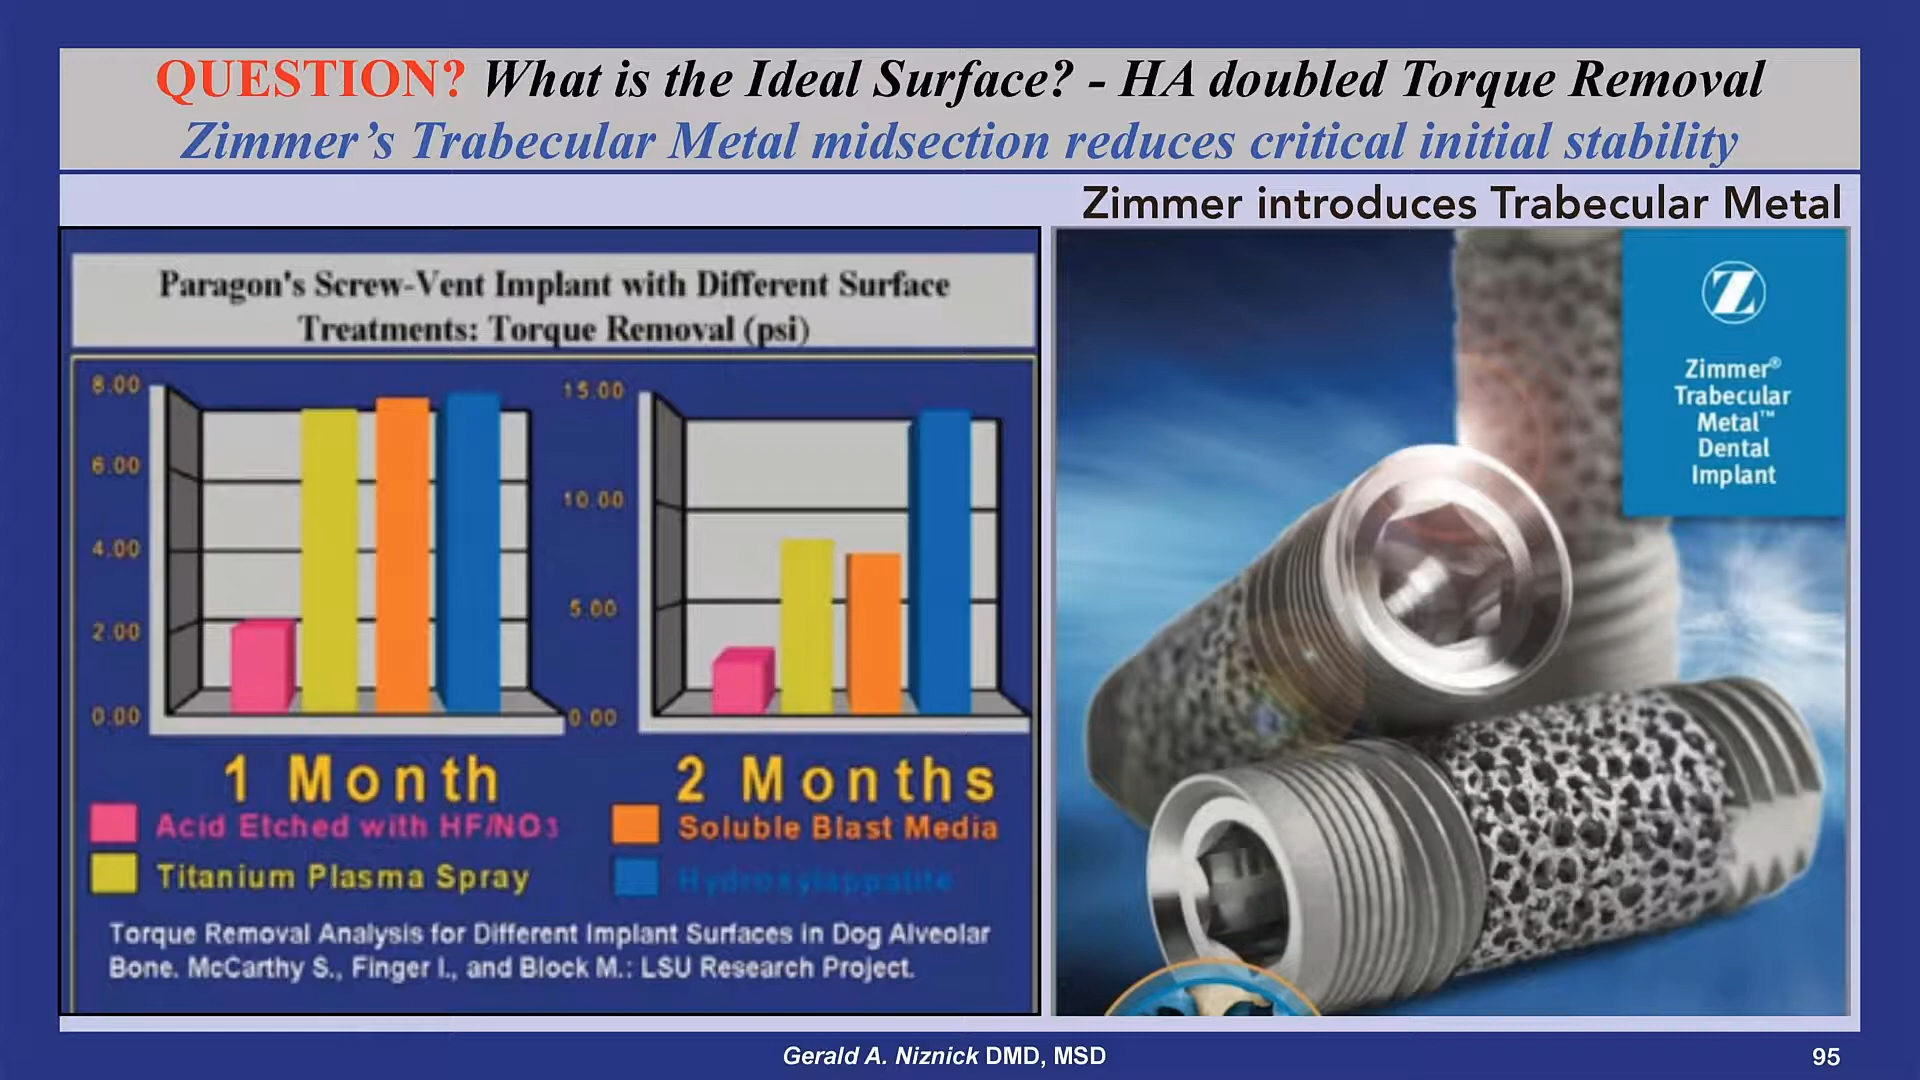 QUESTION? What is the Ideal Surface? - HA doubled Torque Removal
Zimmer's Trabecular Metal midsection reduces critical initial stability
Zimmer introduces Trabecular Metal
Paragon's Screw-Vent Implant with Different Surface
Treatments: Torque Removal (psi)
8.00
6.00
4.00
2.00
0.00
15.00
10.00
5.00
0.00
1 Month
2 Months
Acid Etched with HF/NO3
Soluble Blast Media
Titanium Plasma Spray
Hydroxylappatite
Torque Removal Analysis for Different Implant Surfaces in Dog Alveolar
Bone. McCarthy S., Finger I., and Block M.: LSU Research Project.
Z
Zimmer®
Trabecular
Metal™
Dental
Implant
Gerald A. Niznick DMD, MSD
95